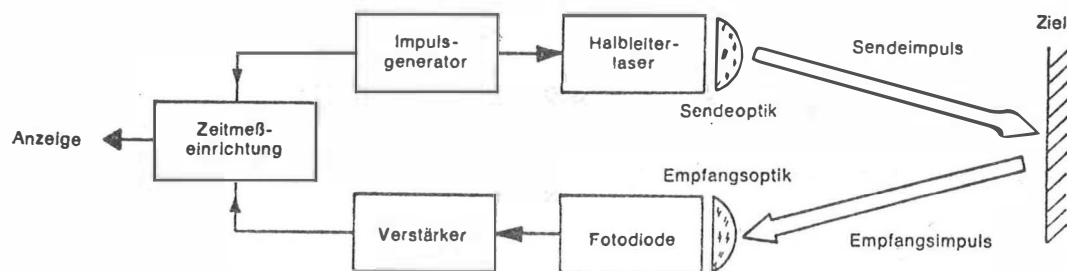 Impuls-
generator
Halbleiter-
laser
Sendeimpuls
Ziel
Sendeoptik
Anzeige
Zeitmeß-
einrichtung
Empfangsoptik
Verstärker
Fotodiode
Empfangsimpuls